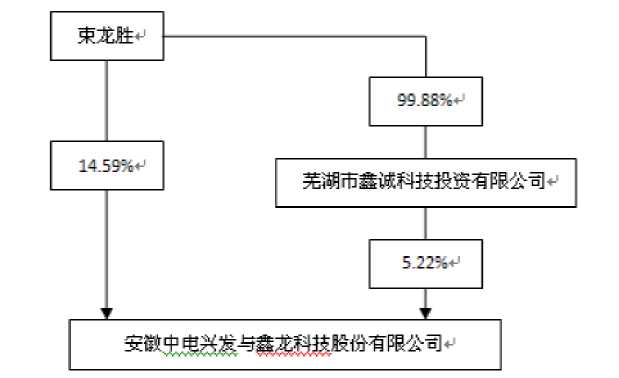 束龙胜
99.88%
14.59%
芜湖市鑫诚科技投资有限公司
5.22%
安徽中电兴发与鑫龙科技股份有限公司